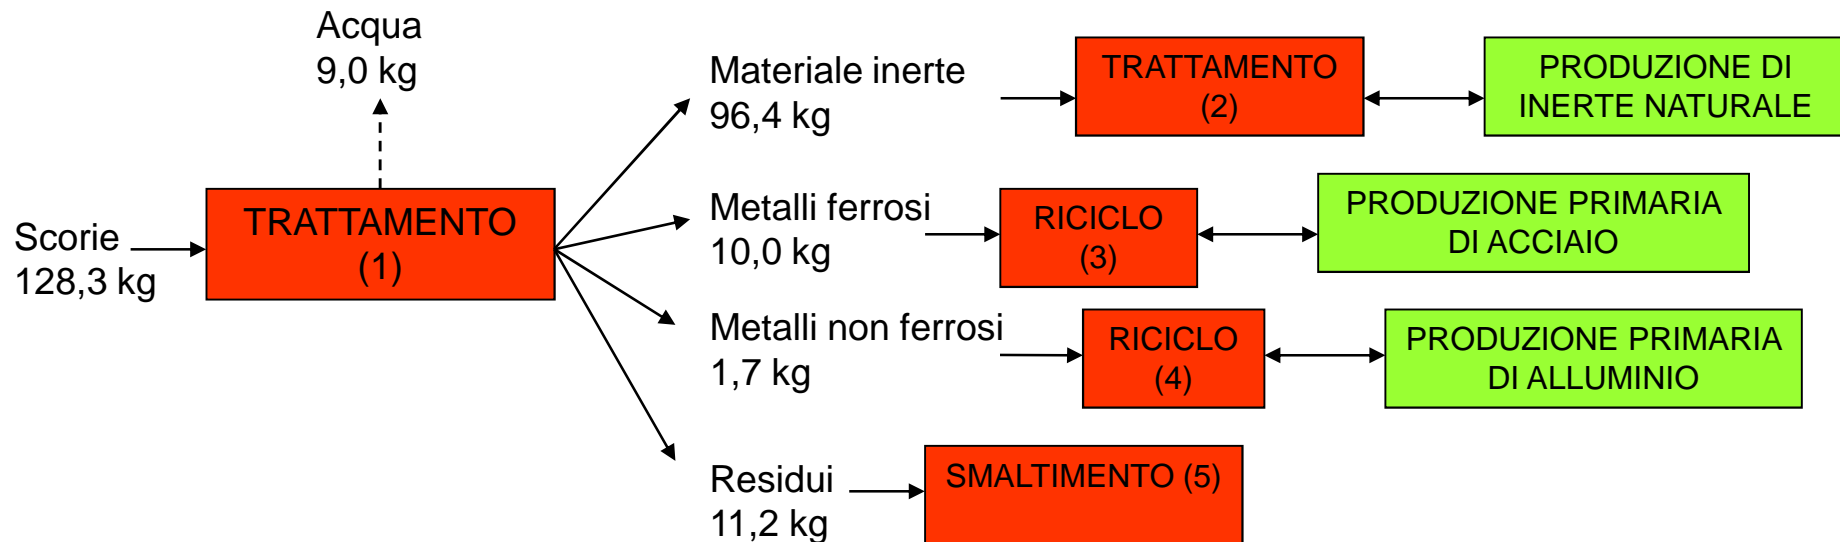 Acqua
9,0 kg
Scorie
128,3 kg
TRATTAMENTO
(1)
Materiale inerte
96,4 kg
TRATTAMENTO
(2)
PRODUZIONE DI
INERTE NATURALE
Metalli ferrosi
10,0 kg
RICICLO
(3)
PRODUZIONE PRIMARIA
DI ACCIAIO
Metalli non ferrosi
1,7 kg
RICICLO
(4)
PRODUZIONE PRIMARIA
DI ALLUMINIO
Residui
11,2 kg
SMALTIMENTO (5)